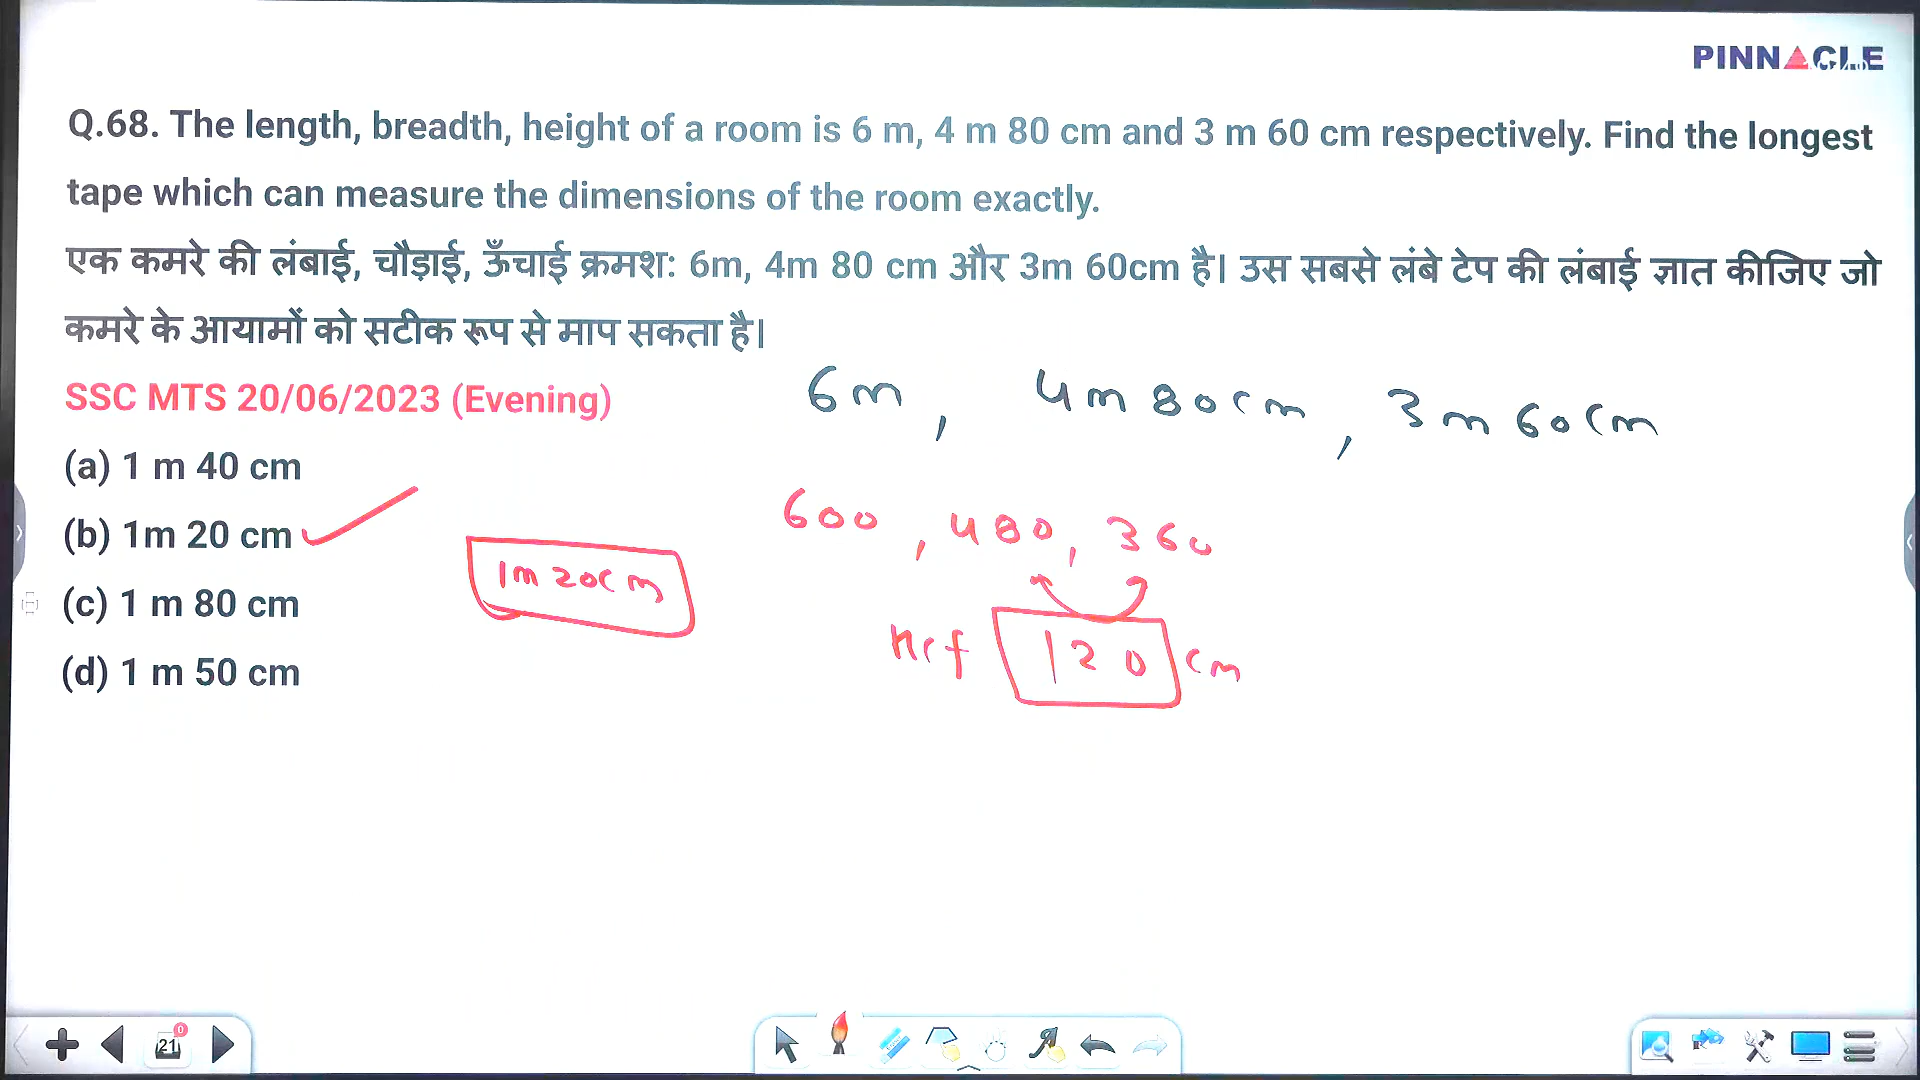 PINNACLE
Q.68. The length, breadth, height of a room is 6 m, 4 m 80 cm and 3 m 60 cm respectively. Find the longest
tape which can measure the dimensions of the room exactly.
एक कमरे की लंबाई, चौड़ाई, ऊँचाई क्रमश: 6m, 4m 80 cm और 3m 60cm है। उस सबसे लंबे टेप की लंबाई ज्ञात कीजिए जो
कमरे के आयामों को सटीक रूप से माप सकता है।
6m, 4m 80cm, 3m 60cm
SSC MTS 20/06/2023 (Evening)
(a) 1 m 40 cm
600, 480, 360
(b) 1m 20 cm
1m 20cm
(c) 1 m 80 cm
Hcf 120 cm
(d) 1 m 50 cm
21
0